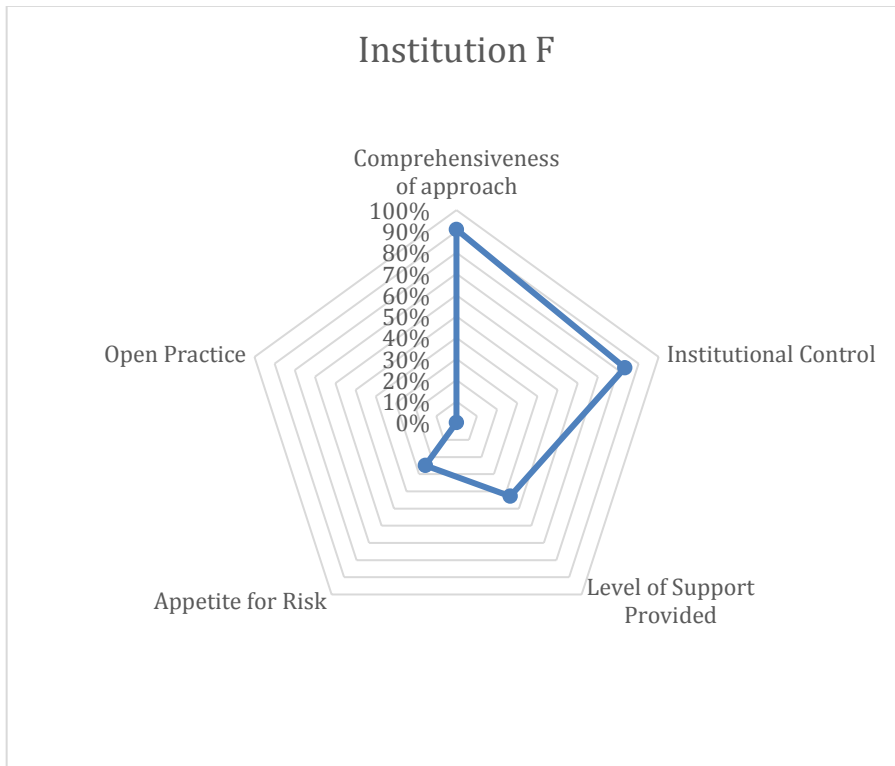 Institution F
Comprehensiveness
of approach
100%
90%
80%
70%
60%
50%
40%
30%
20%
10%
0%
Open Practice
Institutional Control
Appetite for Risk
Level of Support
Provided